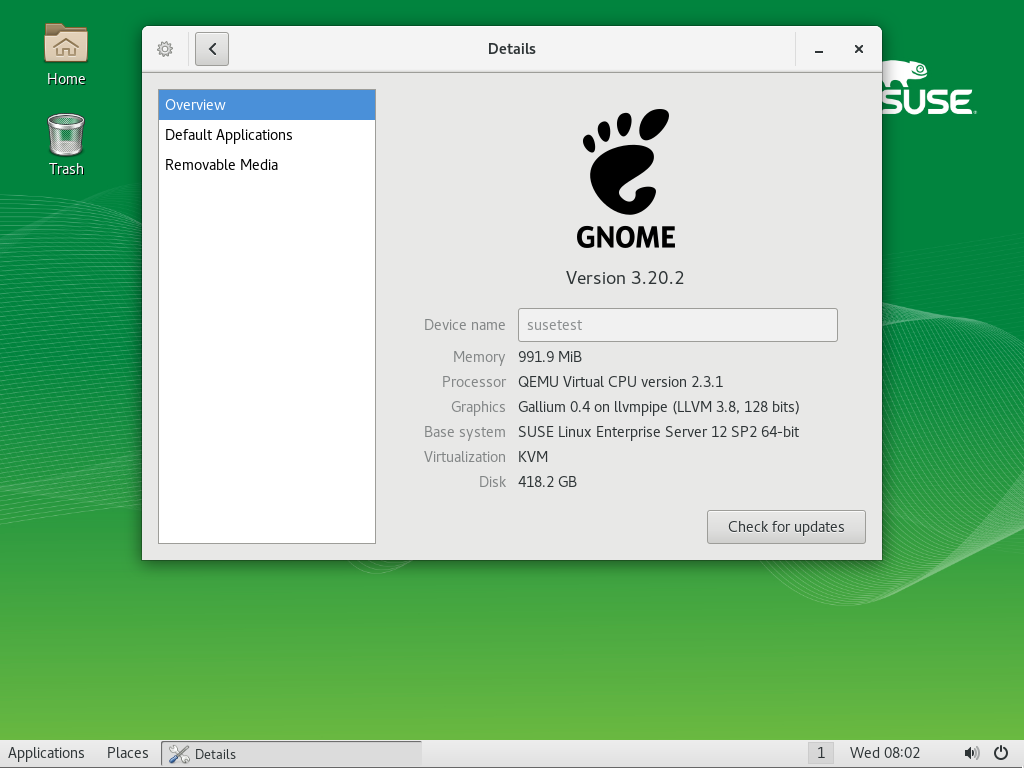 Home
Trash
Details
SUSE
Overview
Default Applications
Removable Media
GNOME
Version 3.20.2
Device name susetest
Memory 991.9 MiB
Processor QEMU Virtual CPU version 2.3.1
Graphics Gallium 0.4 on llvmpipe (LLVM 3.8, 128 bits)
Base system SUSE Linux Enterprise Server 12 SP2 64-bit
Virtualization KVM
Disk 418.2 GB
Check for updates
Applications Places Details 1 Wed 08:02